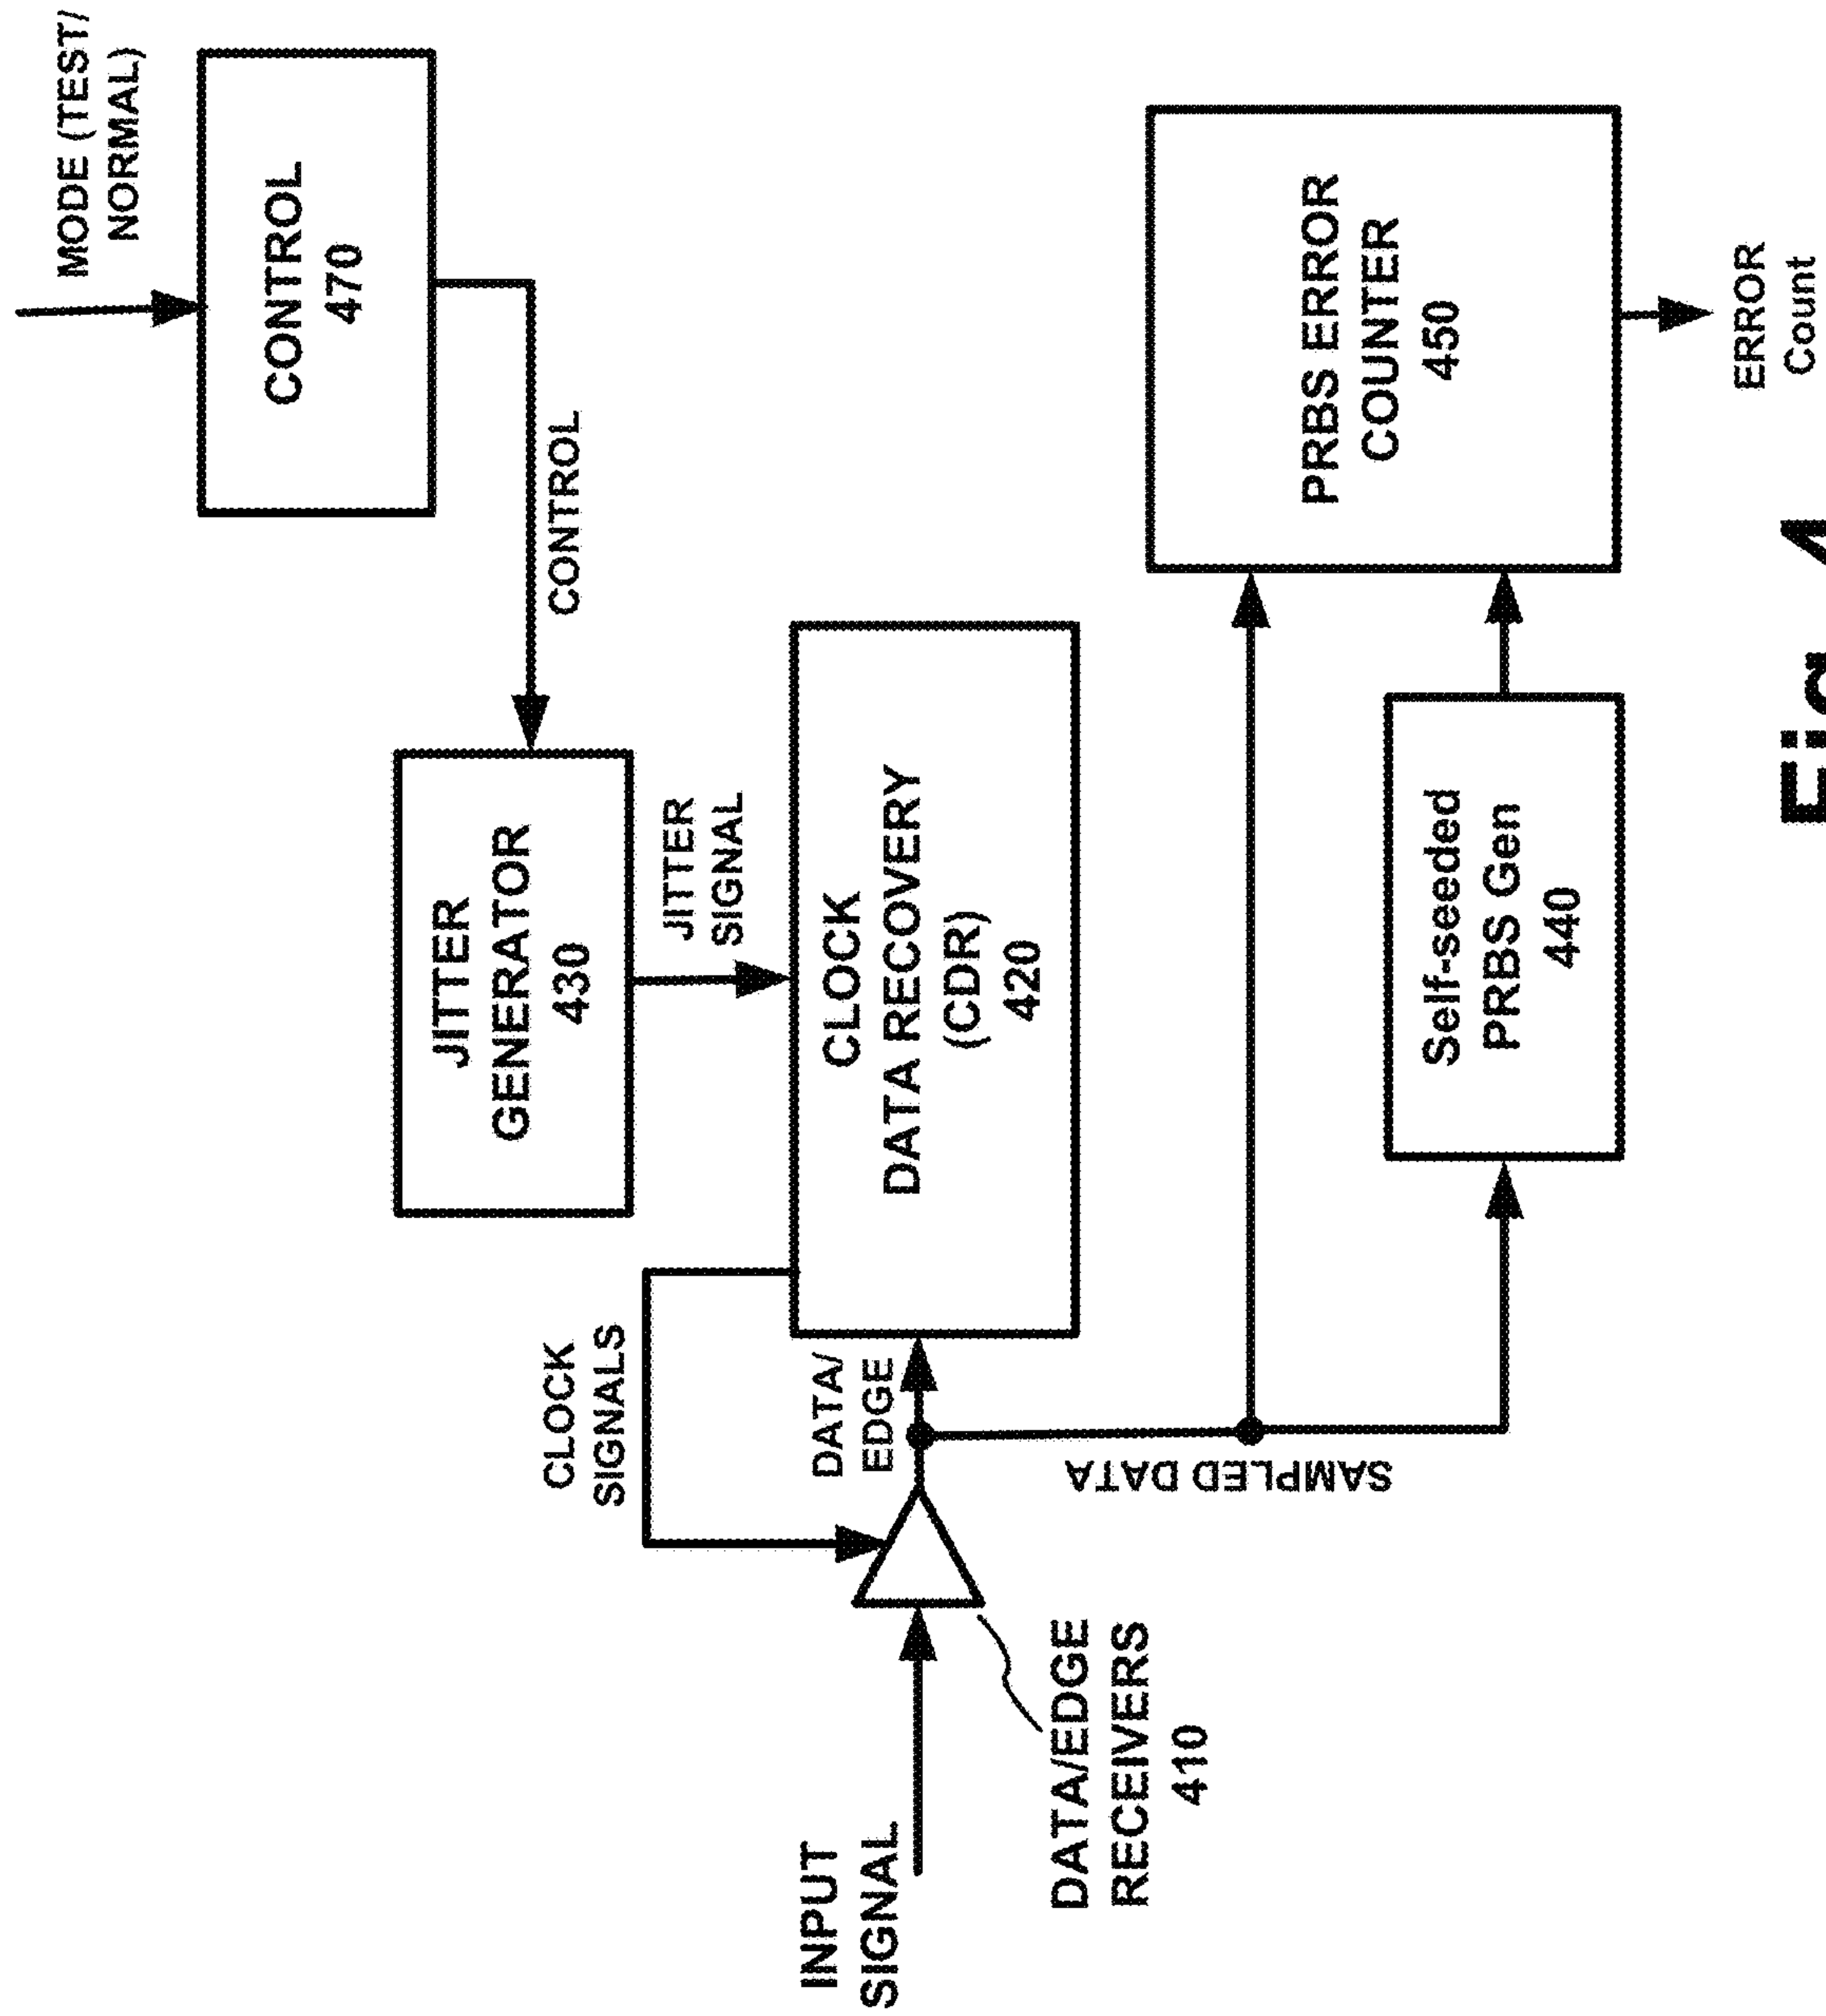 MODE (TEST/
NORMAL)
CONTROL
470
CONTROL
JITTER
GENERATOR
430
JITTER
SIGNAL
CLOCK
SIGNALS
CLOCK
DATA RECOVERY
(CDR)
420
DATA/
EDGE
INPUT
SIGNAL
DATA/EDGE
RECEIVERS
410
SAMPLED DATA
PRBS ERROR
COUNTER
450
Self-seeded
PRBS Gen
440
ERROR
Count
Fig. 4